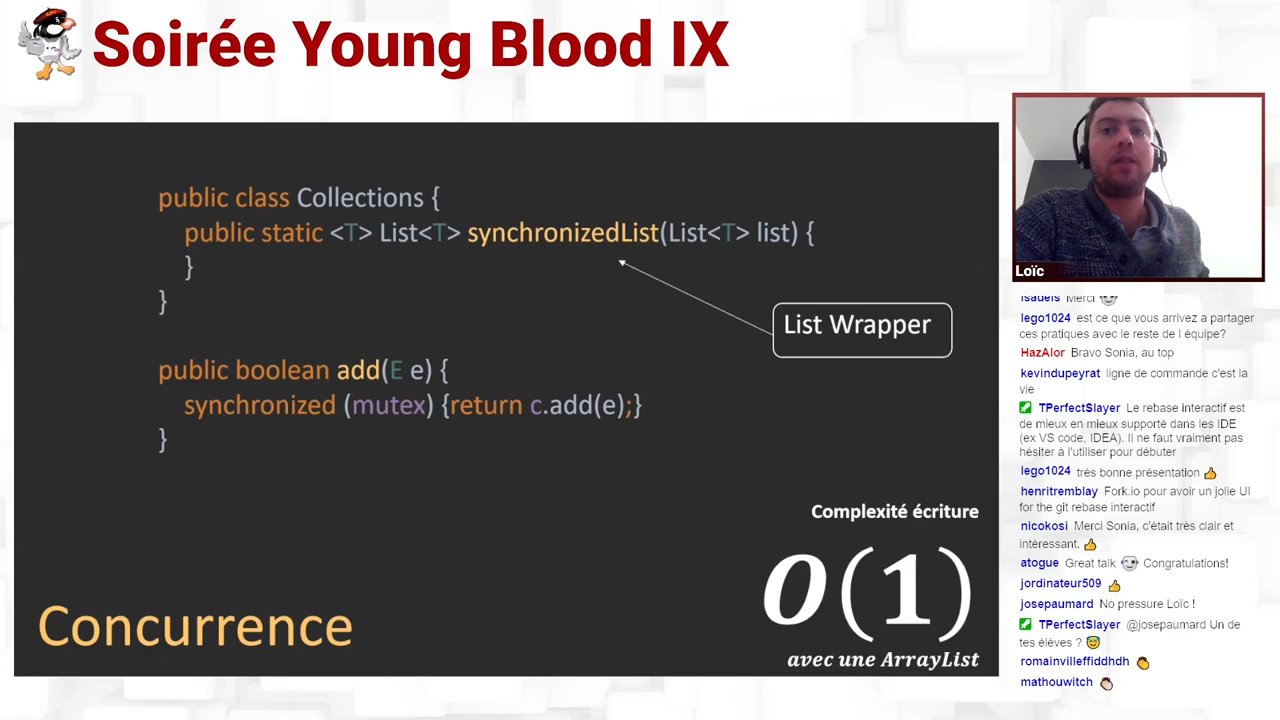 Soirée Young Blood IX
public class Collections {
public static <T> List<T> synchronizedList(List<T> list) {
}
}
List Wrapper
public boolean add(E e) {
synchronized (mutex) {return c.add(e);}
}
Complexité écriture
O(1)
avec une ArrayList
Concurrence
Loïc
isadels Merci
lego1024 est ce que vous arrivez a partager
ces pratiques avec le reste de l équipe?
HazAlor Bravo Sonia, au top
kevindupeyrat ligne de commande c'est la
vie
TPerfectSlayer Le rebase interactif est
de mieux en mieux supporté dans les IDE
(ex VS code, IDEA). Il ne faut vraiment pas
hésiter à l'utiliser pour débuter
lego1024 très bonne présentation 👍
henritremblay Fork.io pour avoir un jolie UI
for the git rebase interactif
nicokosi Merci Sonia, c'était très clair et
intéressant. 👍
atogue Great talk Congratulations!
jordinateur509 👍
josepaumard No pressure Loïc !
TPerfectSlayer @josepaumard Un de
tes élèves ? 😇
romainvilleffiddhdh 👏
mathouwitch 👏